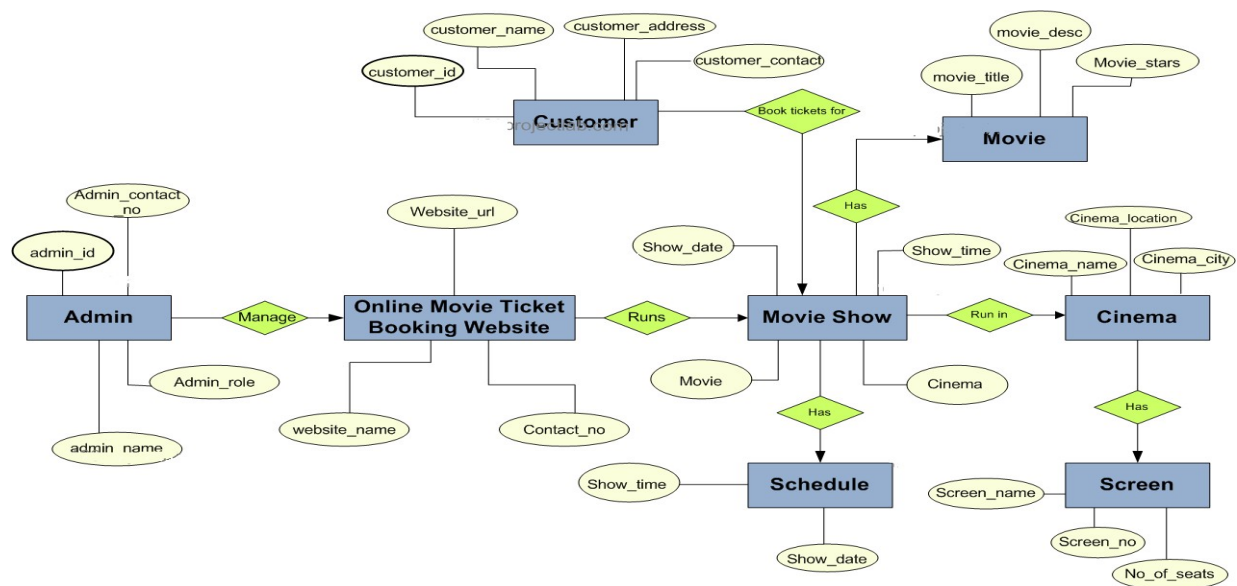 customer_name
customer_address
customer_id
customer_contact
Customer
projectlab.com
Book tickets for
movie_desc
movie_title
Movie_stars
Movie
Has
Admin_contact
_no
admin_id
Admin
Manage
Admin_role
admin_name
Website_url
Online Movie Ticket
Booking Website
website_name
Contact_no
Runs
Show_date
Show_time
Movie Show
Movie
Cinema
Run in
Cinema_location
Cinema_name
Cinema_city
Cinema
Has
Has
Schedule
Show_time
Show_date
Screen
Screen_name
Screen_no
No_of_seats